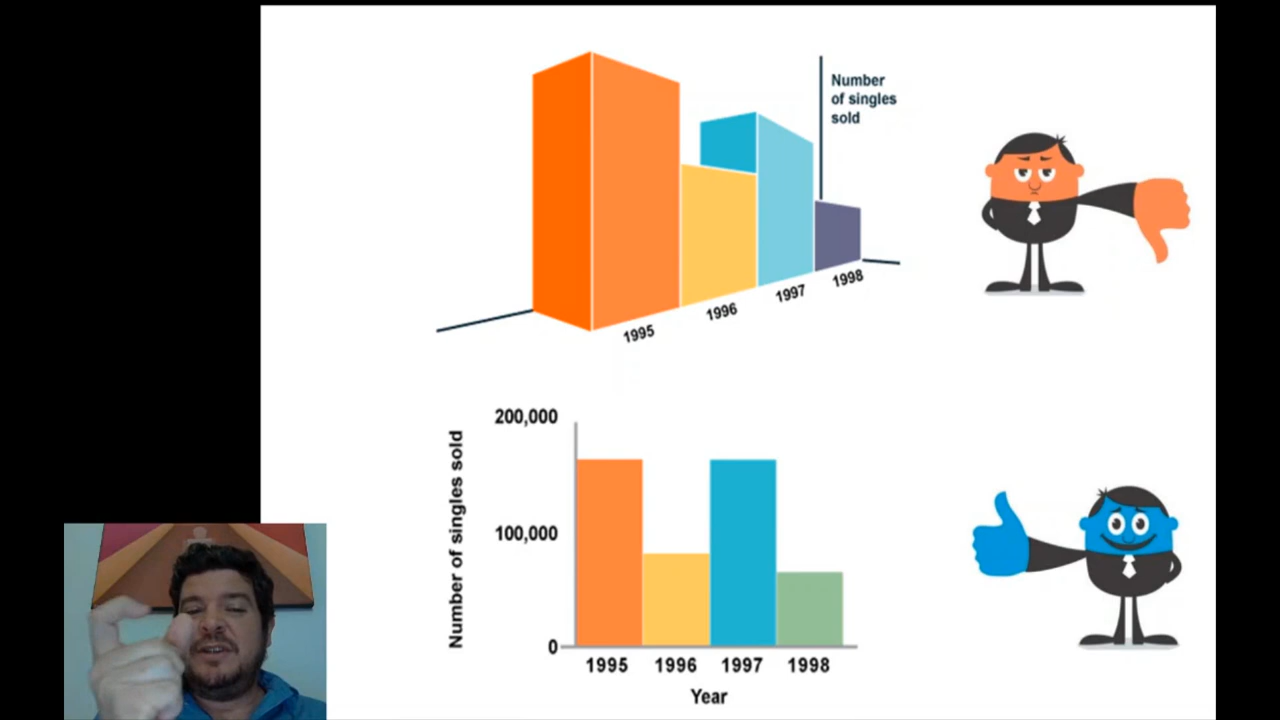 Number
of singles
sold
1995
1996
1997
1998
200,000
100,000
0
Number of singles sold
1995 1996 1997 1998
Year